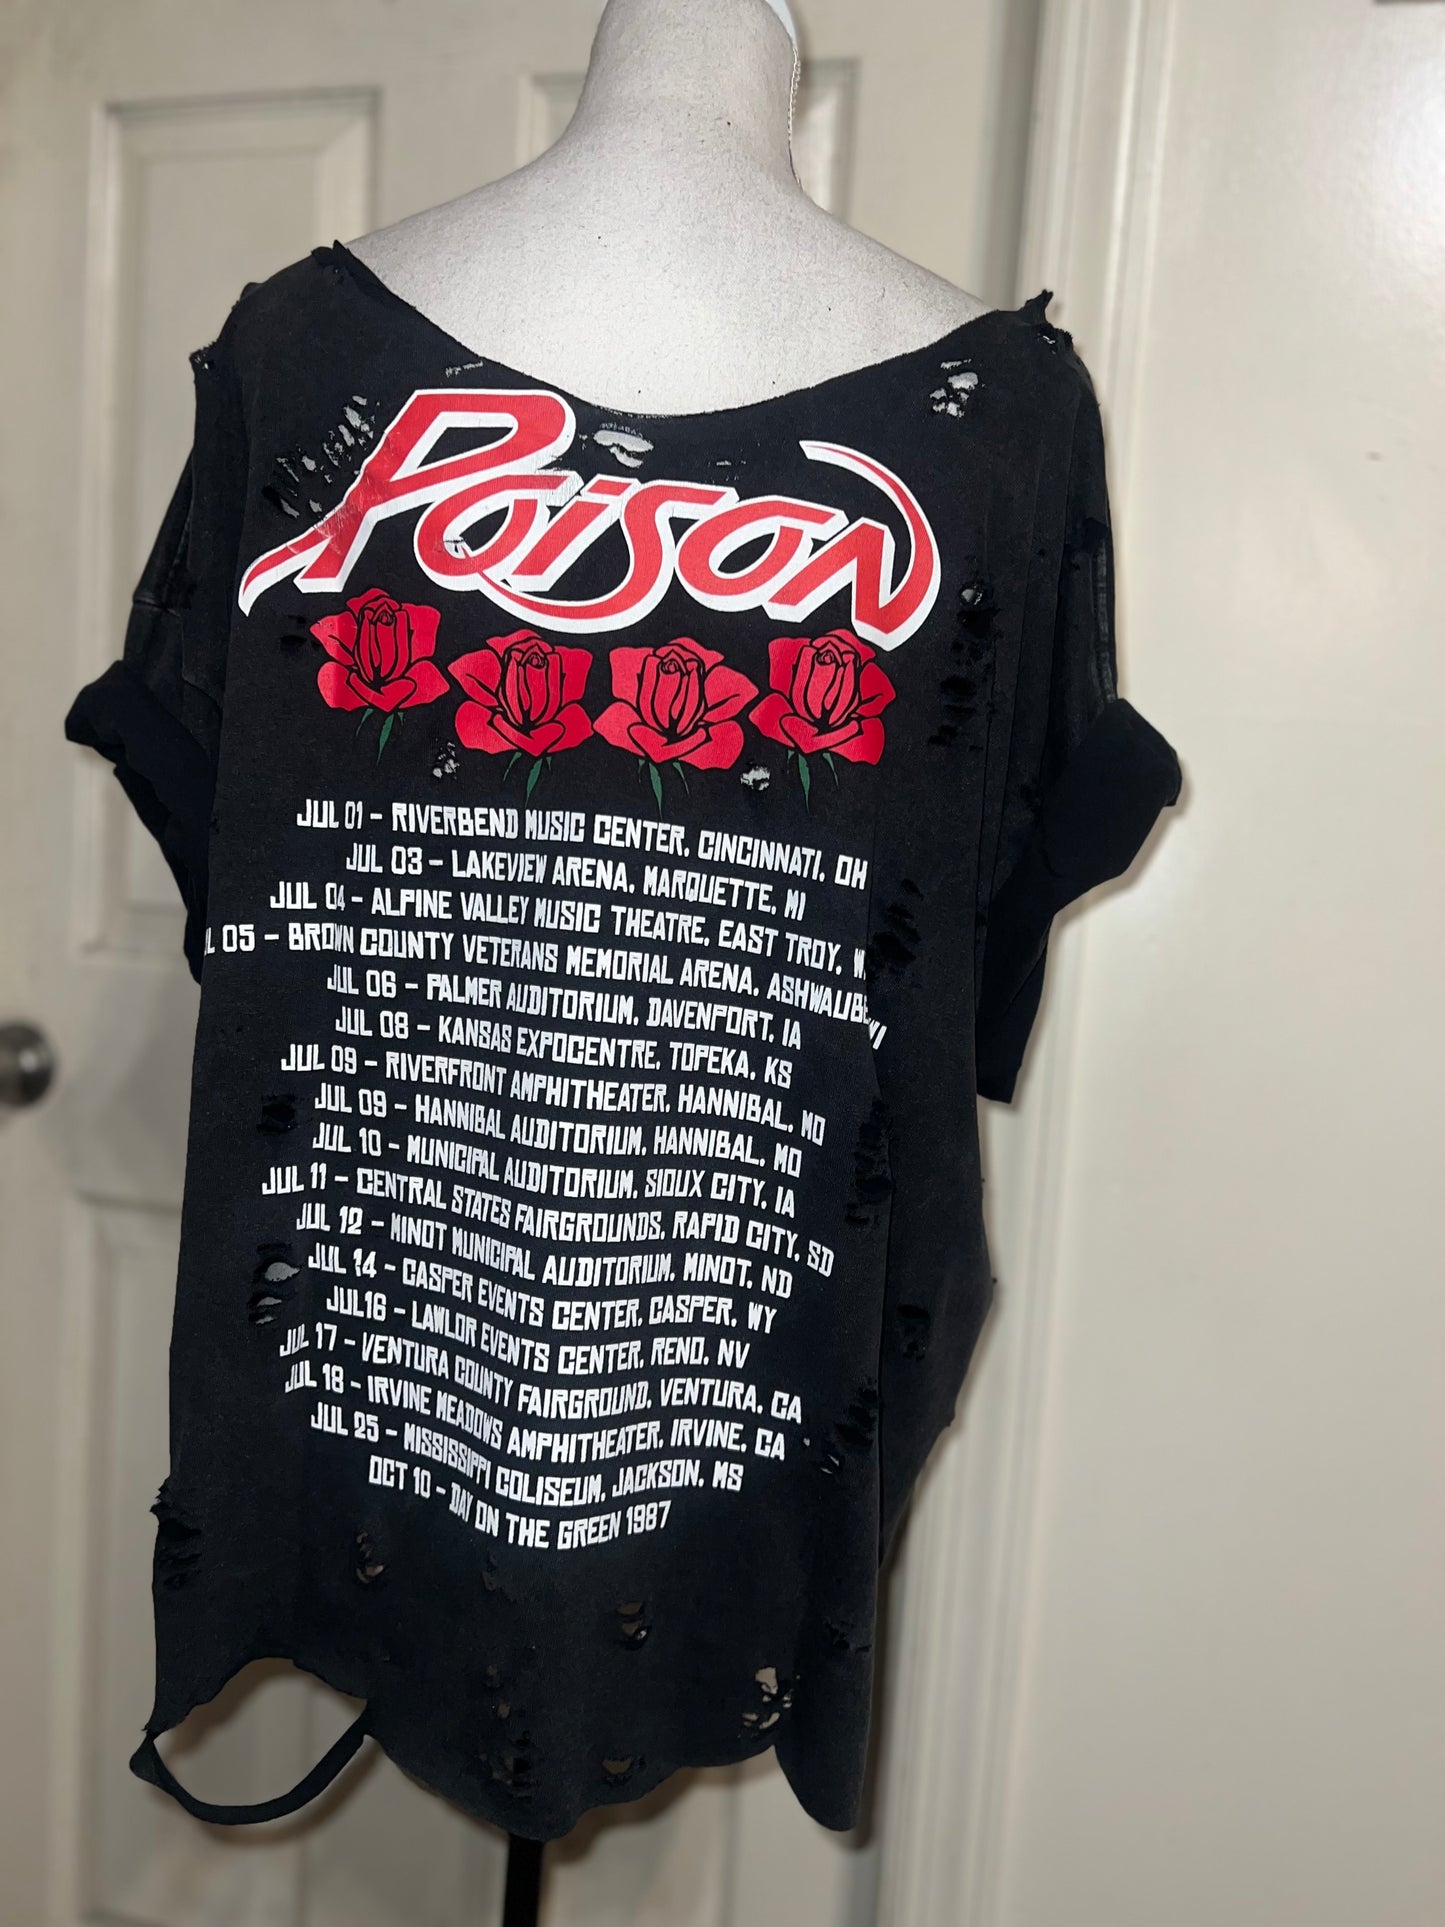 Poison
JUL 01 - RIVERBEND MUSIC CENTER, CINCINNATI, OH
JUL 03 - LAKEVIEW ARENA, MARQUETTE, MI
JUL 04 - ALPINE VALLEY MUSIC THEATRE, EAST TROY,
05 - BROWN COUNTY VETERANS MEMORIAL ARENA,
JUL 06 - PALMER AUDITORIUM, DAVENPORT, IA
JUL 08 - KANSAS EXPOCENTRE, TOPEKA, KS
JUL 09 - RIVERFRONT AMPHITHEATER, HANNIBAL, MO
JUL 09 - HANNIBAL AUDITORIUM, HANNIBAL, MO
JUL 10 - MUNICIPAL AUDITORIUM, SIOUX CITY, IA
JUL 11 - CENTRAL STATES FAIRGROUNDS, RAPID CITY, SD
JUL 12 - MINOT MUNICIPAL AUDITORIUM, MINOT, ND
JUL 14 - CASPER EVENTS CENTER, CASPER, WY
JUL16 - LAWLOR EVENTS CENTER, RENO, NV
JUL 17 - VENTURA COUNTY FAIRGROUND, VENTURA, CA
JUL 18 - IRVINE MEADOWS AMPHITHEATER, IRVINE, CA
JUL 25 - MISSISSIPPI COLISEUM, JACKSON, MS
OCT 10 - DAY ON THE GREEN 1987